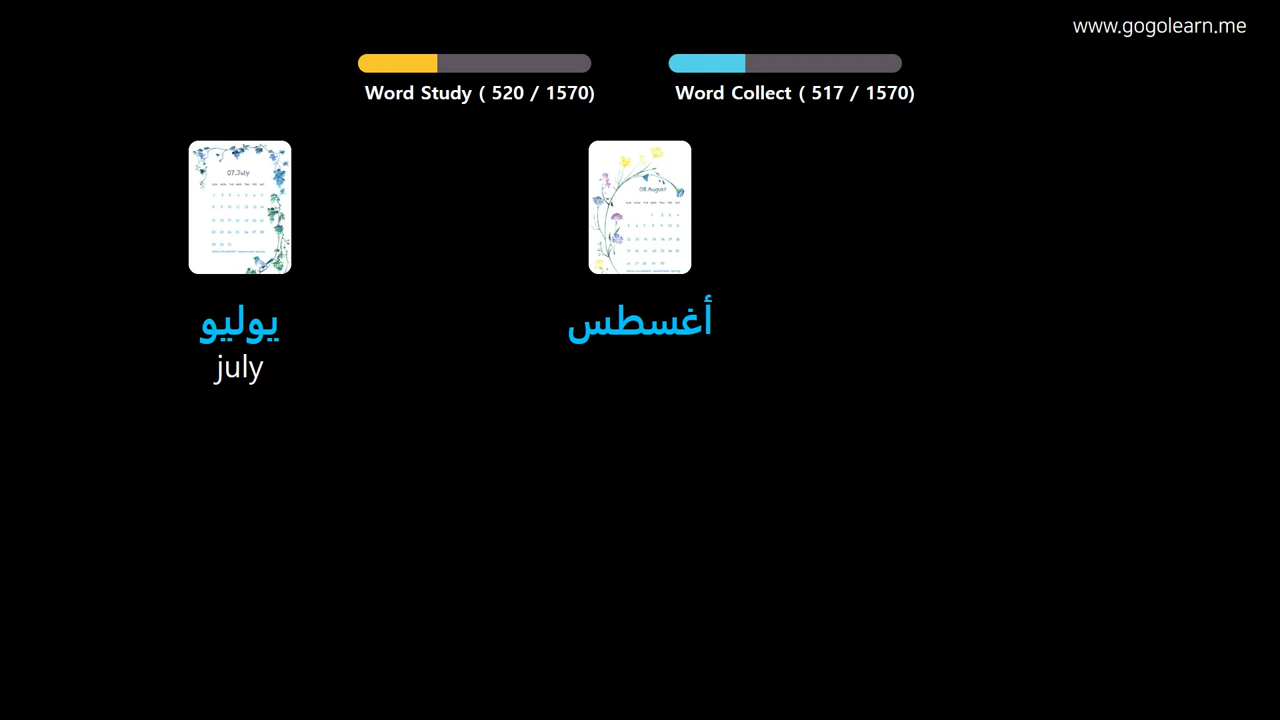 www.gogolearn.me
Word Study ( 520 / 1570)
Word Collect ( 517 / 1570)
07.July
08.August
يوليو
أغسطس
july